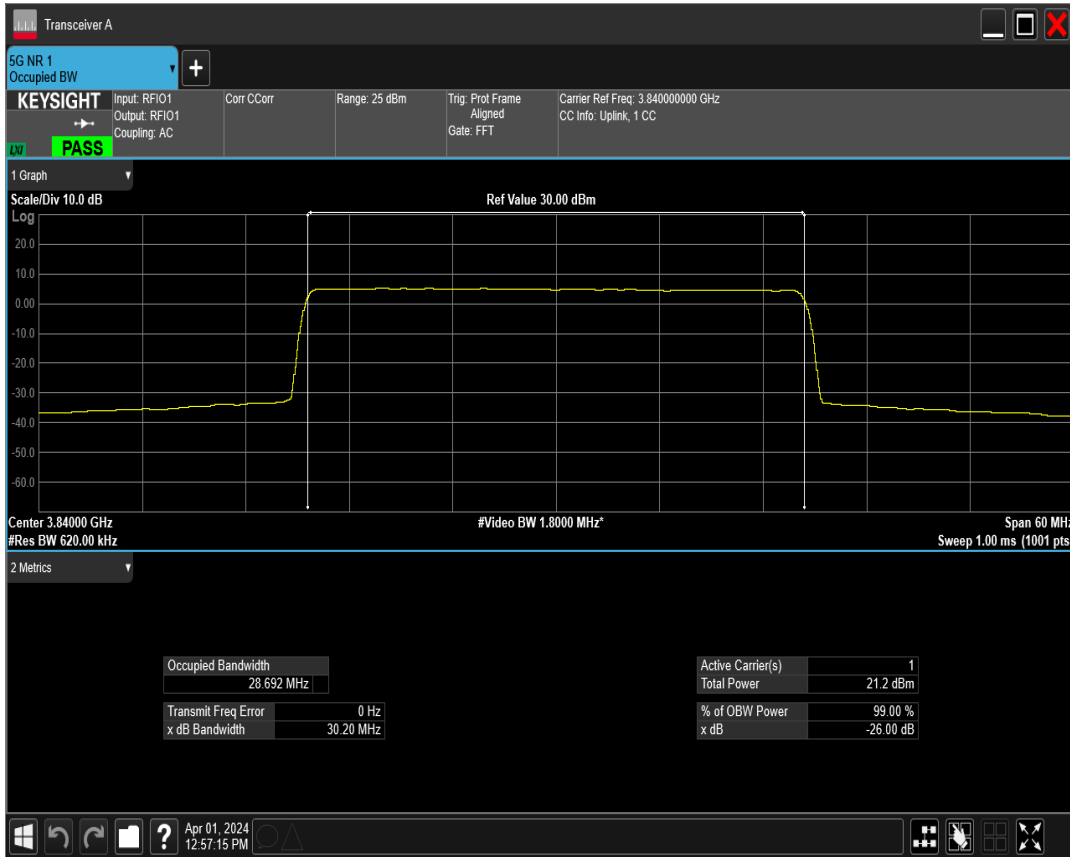 Transceiver A
5G NR 1
Occupied BW
KEYSIGHT
LXI
PASS
Input: RFIO1
Output: RFIO1
Coupling: AC
Corr CCorr
Range: 25 dBm
Trig: Prot Frame
Aligned
Gate: FFT
Carrier Ref Freq: 3.840000000 GHz
CC Info: Uplink, 1 CC
1 Graph
Scale/Div 10.0 dB
Ref Value 30.00 dBm
Log
20.0
10.0
0.00
-10.0
-20.0
-30.0
-40.0
-50.0
-60.0
Center 3.84000 GHz
#Video BW 1.8000 MHz*
Span 60 MHz
#Res BW 620.00 kHz
Sweep 1.00 ms (1001 pts
2 Metrics
Occupied Bandwidth
28.692 MHz
Transmit Freq Error 0 Hz
x dB Bandwidth 30.20 MHz
Active Carrier(s) 1
Total Power 21.2 dBm
% of OBW Power 99.00 %
x dB -26.00 dB
?
Apr 01, 2024
12:57:15 PM